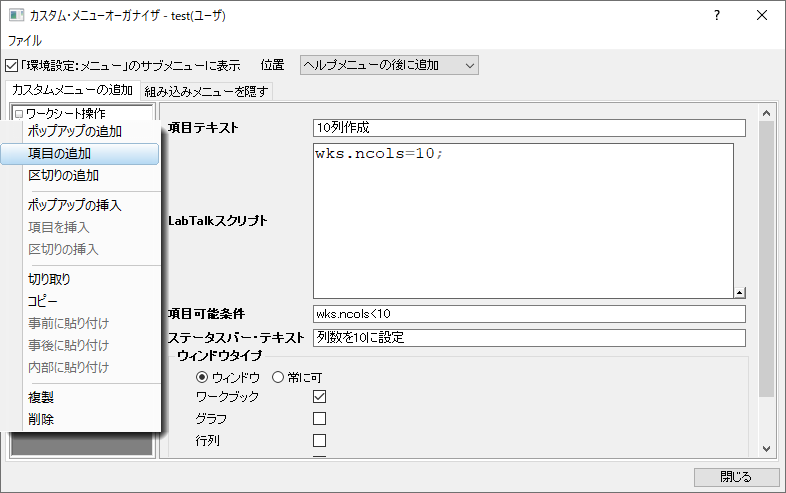 カスタム・メニューオーガナイザ - test(ユーザ)
ファイル
「環境設定：メニュー」のサブメニューに表示 位置 ヘルプメニューの後に追加
カスタムメニューの追加 組み込みメニューを隠す
ワークシート操作
ポップアップの追加
項目の追加
区切りの追加
ポップアップの挿入
項目を挿入
区切りの挿入
切り取り
コピー
事前に貼り付け
事後に貼り付け
内部に貼り付け
複製
削除
項目テキスト 10列作成
LabTalkスクリプト wks.ncols=10;
項目可能条件 wks.ncols<10
ステータスバー・テキスト 列数を10に設定
ウィンドウタイプ
ウィンドウ 常に可
ワークブック
グラフ
行列
閉じる